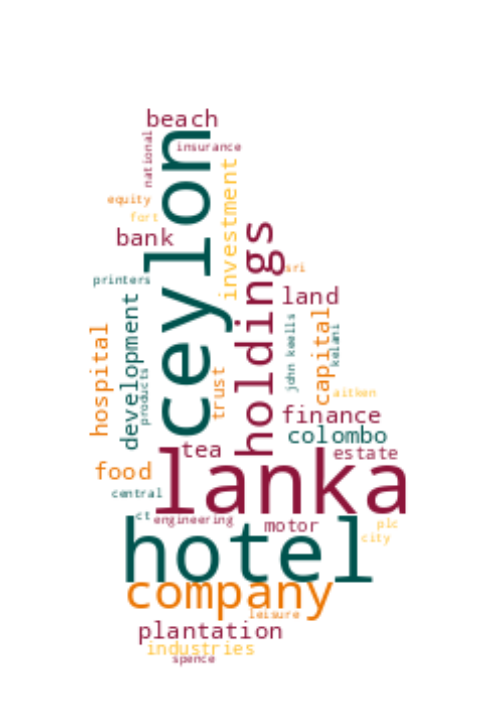 beach
national
insurance
ceylon
equity
fort
investment
bank
holdings
sri
printers
land
development
hospital
products
trust
john keells
capital
kelani
aitken
finance
colombo
tea
estate
food
lanka
central
ct
engineering
motor
plc
city
hotel
company
leisure
plantation
industries
spence